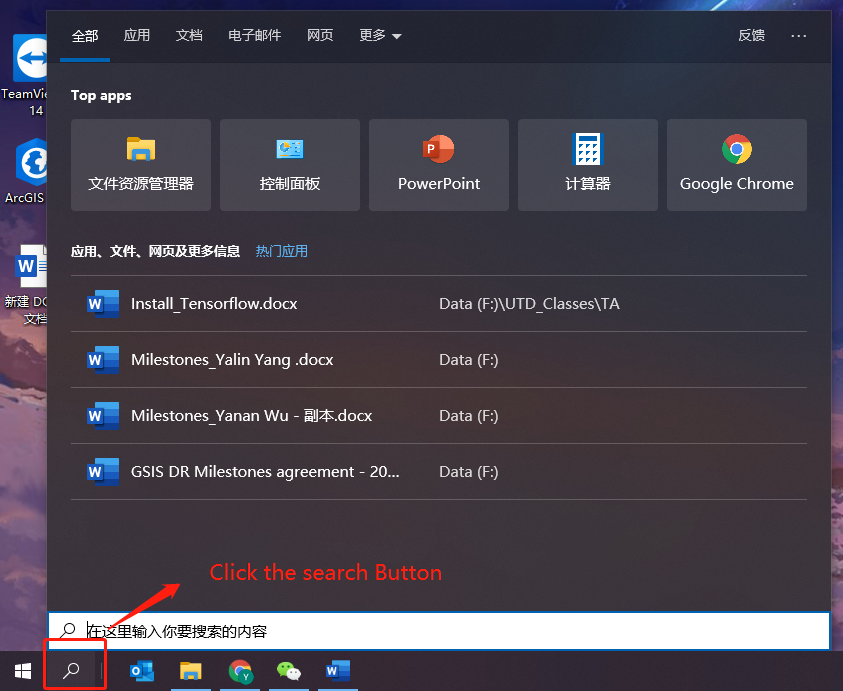 全部 应用 文档 电子邮件 网页 更多 反馈 ...
TeamVie
14
ArcGIS
新建 DO
文档
Top apps
文件资源管理器 控制面板 PowerPoint 计算器 Google Chrome
应用、文件、网页及更多信息 热门应用
Install_Tensorflow.docx Data (F:)\UTD_Classes\TA
Milestones_Yalin Yang .docx Data (F:)
Milestones_Yanan Wu - 副本.docx Data (F:)
GSIS DR Milestones agreement - 20... Data (F:)
Click the search Button
在这里输入你要搜索的内容